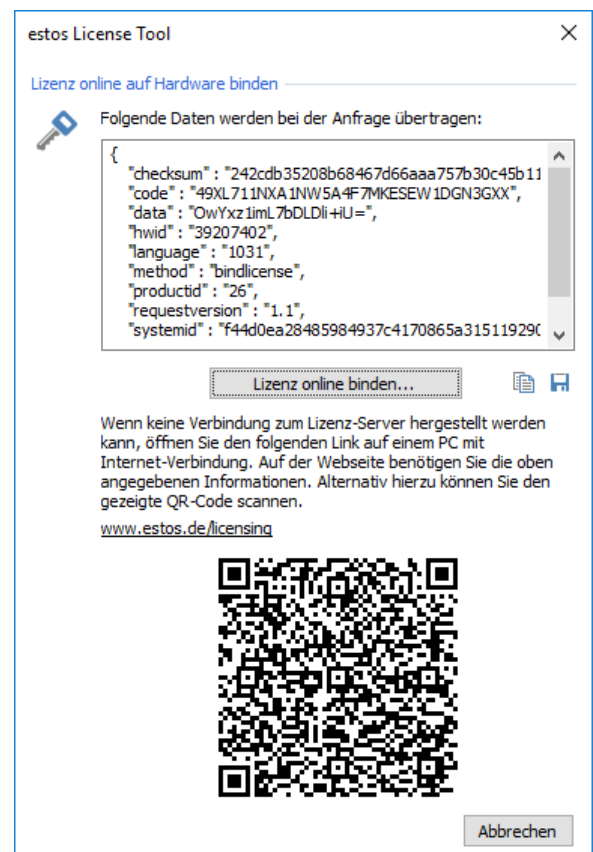 estos License Tool
Lizenz online auf Hardware binden
Folgende Daten werden bei der Anfrage übertragen:
{
"checksum" : "242cdb35208b68467d66aaa757b30c45b11
"code" : "49XL711NXA1NW5A4F7MKESEW1DGN3GXX",
"data" : "OwYxz1imL7bDLDli+iU=",
"hwid" : "39207402",
"language" : "1031",
"method" : "bindlicense",
"productid" : "26",
"requestversion" : "1.1",
"systemid" : "f44d0ea28485984937c4170865a315119290
Lizenz online binden...
Wenn keine Verbindung zum Lizenz-Server hergestellt werden
kann, öffnen Sie den folgenden Link auf einem PC mit
Internet-Verbindung. Auf der Webseite benötigen Sie die oben
angegebenen Informationen. Alternativ hierzu können Sie den
gezeigte QR-Code scannen.
www.estos.de/licensing
Abbrechen